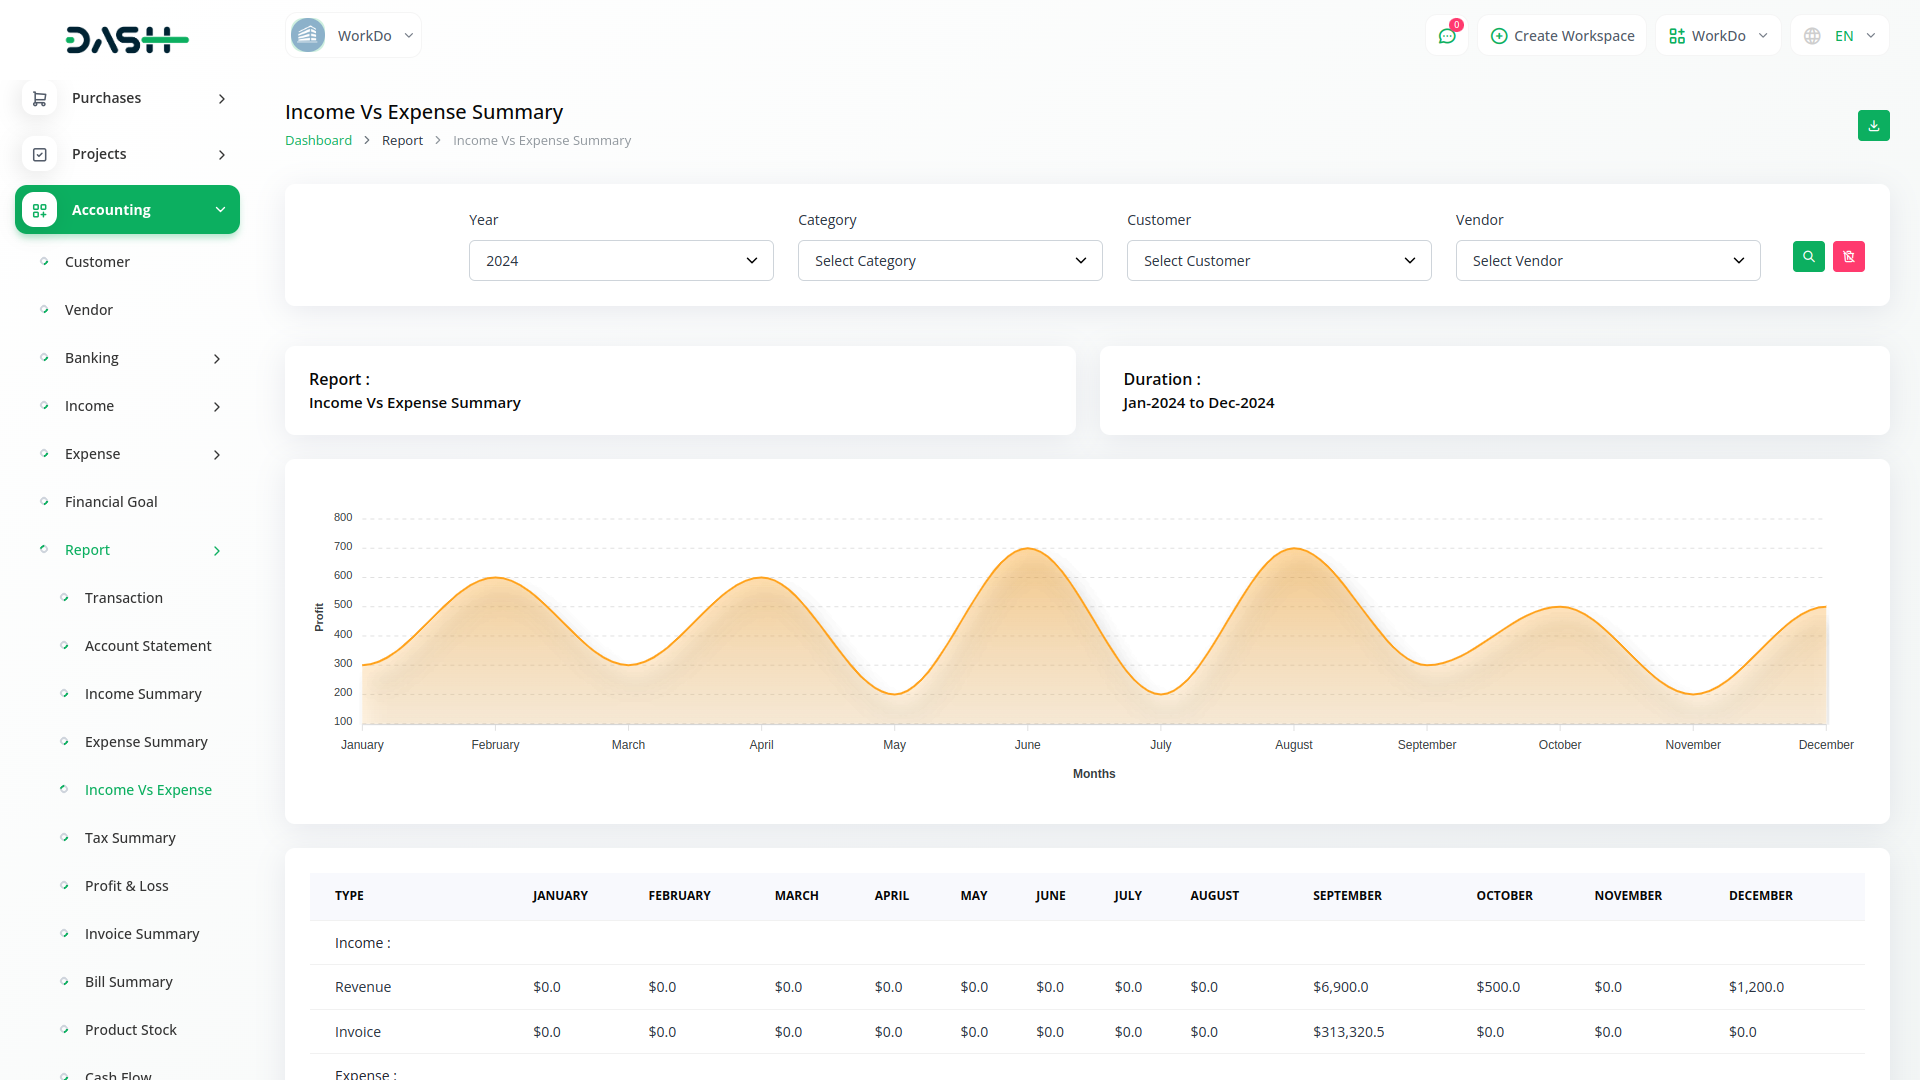 DASH
WorkDo
0
Create Workspace
WorkDo
EN
Purchases
Projects
Accounting
Customer
Vendor
Banking
Income
Expense
Financial Goal
Report
Transaction
Account Statement
Income Summary
Expense Summary
Income Vs Expense
Tax Summary
Profit & Loss
Invoice Summary
Bill Summary
Product Stock
Cash Flow
Income Vs Expense Summary
Dashboard > Report > Income Vs Expense Summary
Year Category Customer Vendor
2024 Select Category Select Customer Select Vendor
Report :
Income Vs Expense Summary
Duration :
Jan-2024 to Dec-2024
800
700
600
500
400
300
200
100
Profit
January February March April May June July August September October November December
Months
TYPE JANUARY FEBRUARY MARCH APRIL MAY JUNE JULY AUGUST SEPTEMBER OCTOBER NOVEMBER DECEMBER
Income :
Revenue $0.0 $0.0 $0.0 $0.0 $0.0 $0.0 $0.0 $0.0 $6,900.0 $500.0 $0.0 $1,200.0
Invoice $0.0 $0.0 $0.0 $0.0 $0.0 $0.0 $0.0 $0.0 $313,320.5 $0.0 $0.0 $0.0
Expense :